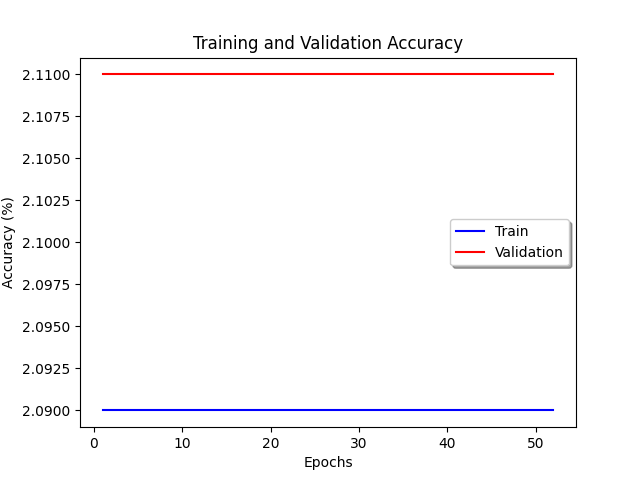 Training and Validation Accuracy
2.1100
2.1075
2.1050
2.1025
2.1000
2.0975
2.0950
2.0925
2.0900
Accuracy (%)
Train
Validation
0 10 20 30 40 50
Epochs